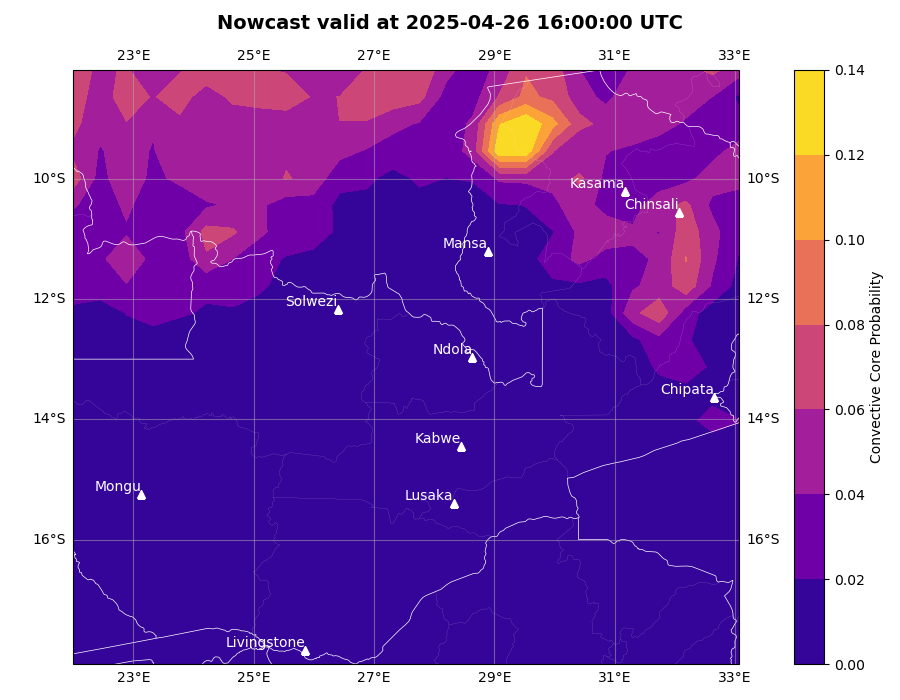 Nowcast valid at 2025-04-26 16:00:00 UTC
23°E 25°E 27°E 29°E 31°E 33°E
0.14
0.12
10°S Kasama 10°S
Chinsali
0.10
Mansa
12°S Solwezi 12°S
0.08
Ndola
Chipata
0.06
14°S 14°S
Kabwe
Mongu Lusaka
0.04
16°S 16°S
0.02
Livingstone
0.00
23°E 25°E 27°E 29°E 31°E 33°E
Convective Core Probability